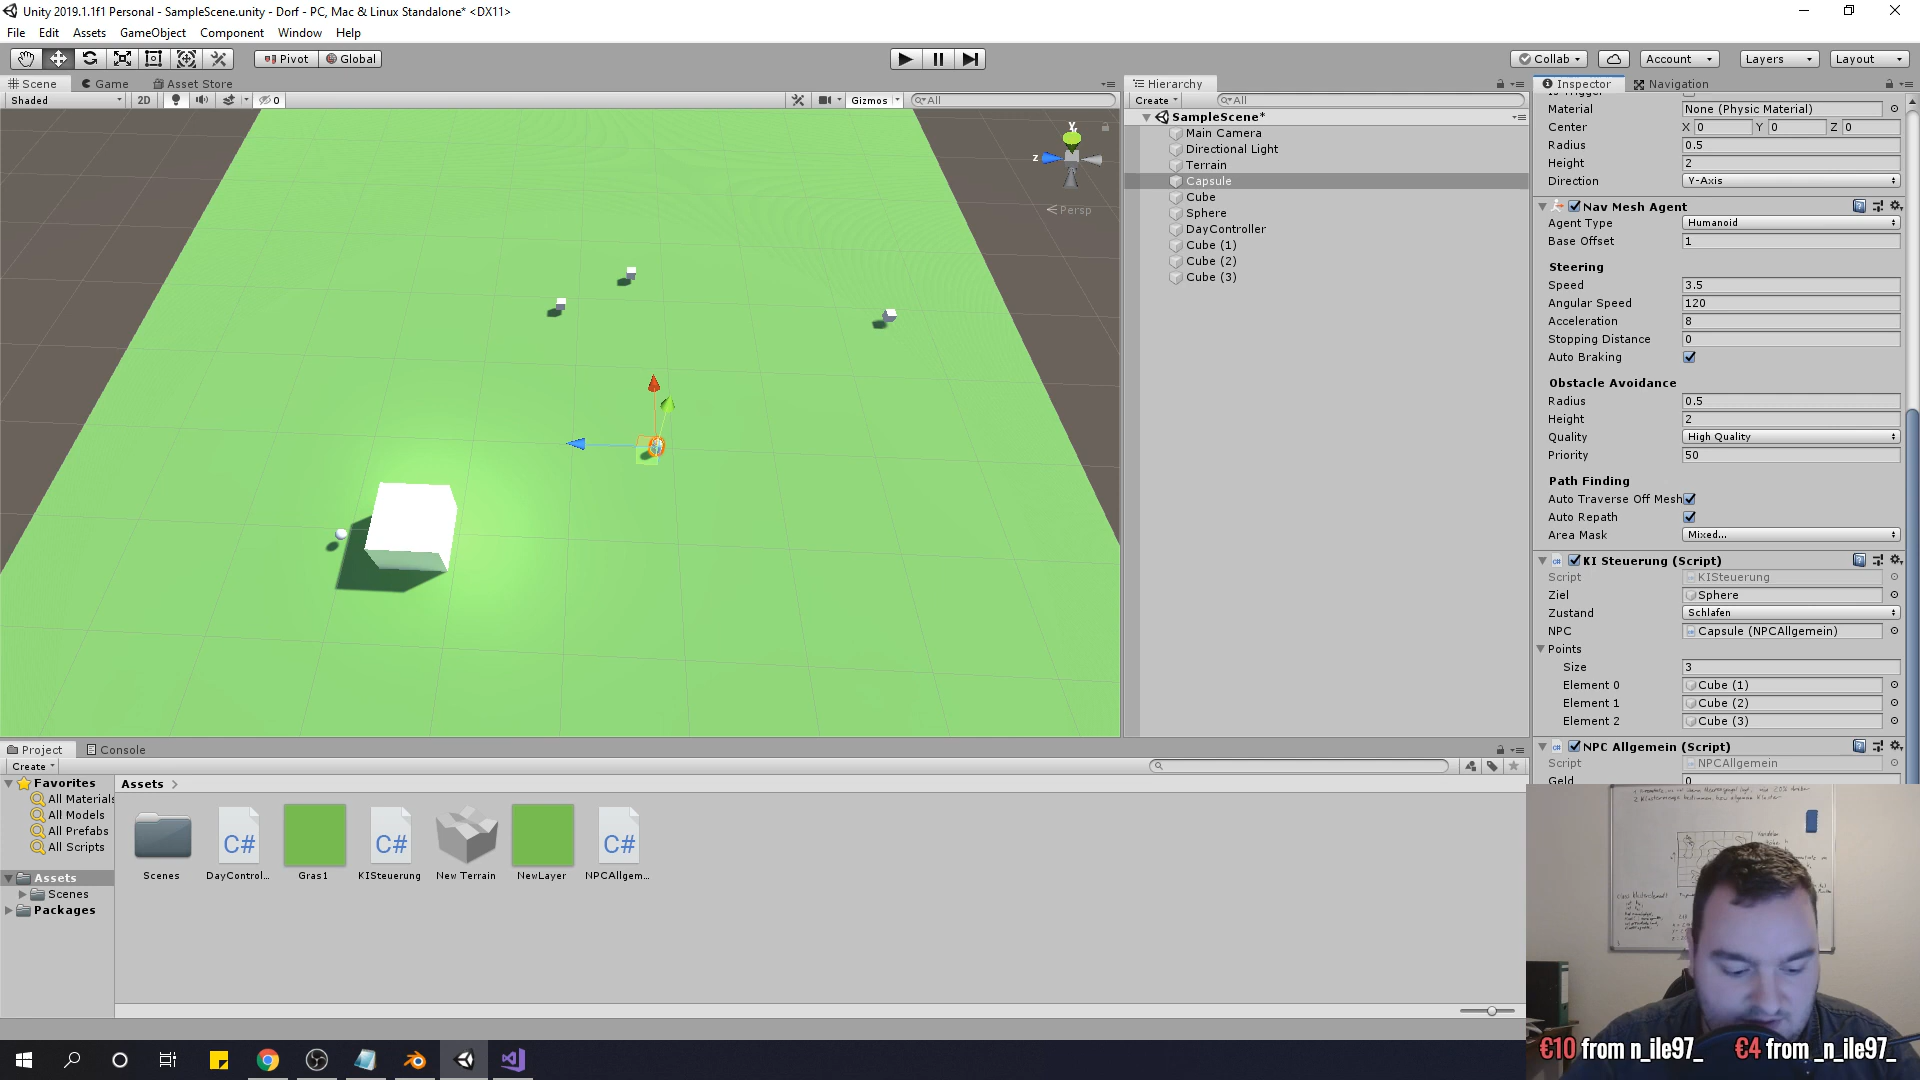 Unity 2019.1.1f1 Personal - SampleScene.unity - Dorf - PC, Mac & Linux Standalone* <DX11>
File Edit Assets GameObject Component Window Help
Pivot Global
Collab Account Layers Layout
Scene Game Asset Store
Shaded 2D 0 Gizmos All
y
z
Persp
Hierarchy
Create All
SampleScene*
Main Camera
Directional Light
Terrain
Capsule
Cube
Sphere
DayController
Cube (1)
Cube (2)
Cube (3)
Inspector Navigation
Is Trigger
Material None (Physic Material)
Center X 0 Y 0 Z 0
Radius 0.5
Height 2
Direction Y-Axis
Nav Mesh Agent
Agent Type Humanoid
Base Offset 1
Steering
Speed 3.5
Angular Speed 120
Acceleration 8
Stopping Distance 0
Auto Braking
Obstacle Avoidance
Radius 0.5
Height 2
Quality High Quality
Priority 50
Path Finding
Auto Traverse Off Mesh
Auto Repath
Area Mask Mixed...
KI Steuerung (Script)
Script KISteuerung
Ziel Sphere
Zustand Schlafen
NPC Capsule (NPCAllgemein)
Points
Size 3
Element 0 Cube (1)
Element 1 Cube (2)
Element 2 Cube (3)
NPC Allgemein (Script)
Script NPCAllgemein
Geld 0
Project Console
Create
Favorites
All Materials
All Models
All Prefabs
All Scripts
Assets
Scenes
Packages
Assets
Scenes
C#
DayControl...
Gras1
C#
KISteuerung
New Terrain
NewLayer
C#
NPCAllgem...
€10 from n_ile97_ €4 from _n_ile97_